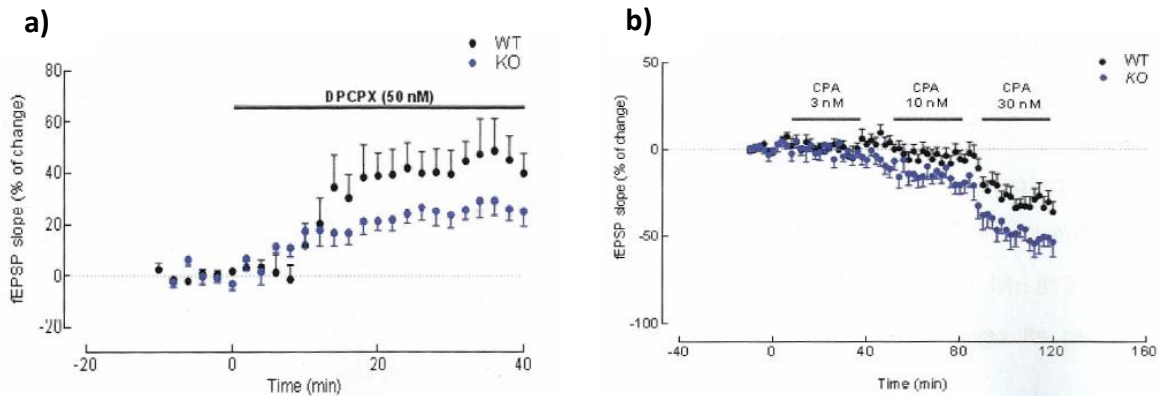 a)
WT
KO
80
60
40
20
0
-20
fEPSP slope (% of change)
DPCPX (50 nM)
-20
0
20
40
Time (min)
b)
WT
KO
50
0
-50
-100
fEPSP slope (% of change)
CPA
3 nM
CPA
10 nM
CPA
30 nM
-40
0
40
80
120
160
Time (min)